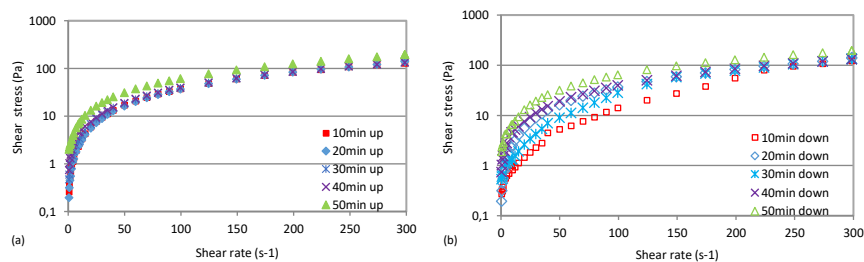 1000
100
10
1
0,1
Shear stress (Pa)
10min up
20min up
30min up
40min up
50min up
0 50 100 150 200 250 300
Shear rate (s-1)
(a)
1000
100
10
1
0,1
Shear stress (Pa)
10min down
20min down
30min down
40min down
50min down
0 50 100 150 200 250 300
Shear rate (s-1)
(b)